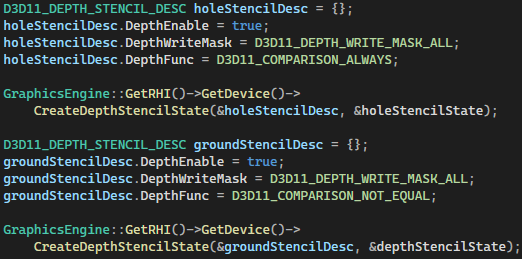 D3D11_DEPTH_STENCIL_DESC holeStencilDesc = {};
holeStencilDesc.DepthEnable = true;
holeStencilDesc.DepthWriteMask = D3D11_DEPTH_WRITE_MASK_ALL;
holeStencilDesc.DepthFunc = D3D11_COMPARISON_ALWAYS;
GraphicsEngine::GetRHI()->GetDevice()->
CreateDepthStencilState(&holeStencilDesc, &holeStencilState);
D3D11_DEPTH_STENCIL_DESC groundStencilDesc = {};
groundStencilDesc.DepthEnable = true;
groundStencilDesc.DepthWriteMask = D3D11_DEPTH_WRITE_MASK_ALL;
groundStencilDesc.DepthFunc = D3D11_COMPARISON_NOT_EQUAL;
GraphicsEngine::GetRHI()->GetDevice()->
CreateDepthStencilState(&groundStencilDesc, &depthStencilState);